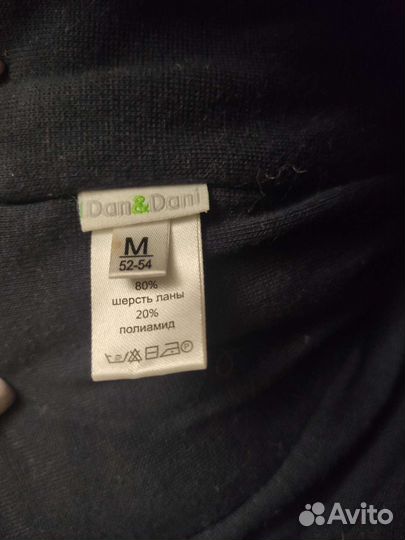 Dan&Dani
M
52-54
80%
шерсть ланы
20%
полиамид
P
Avito